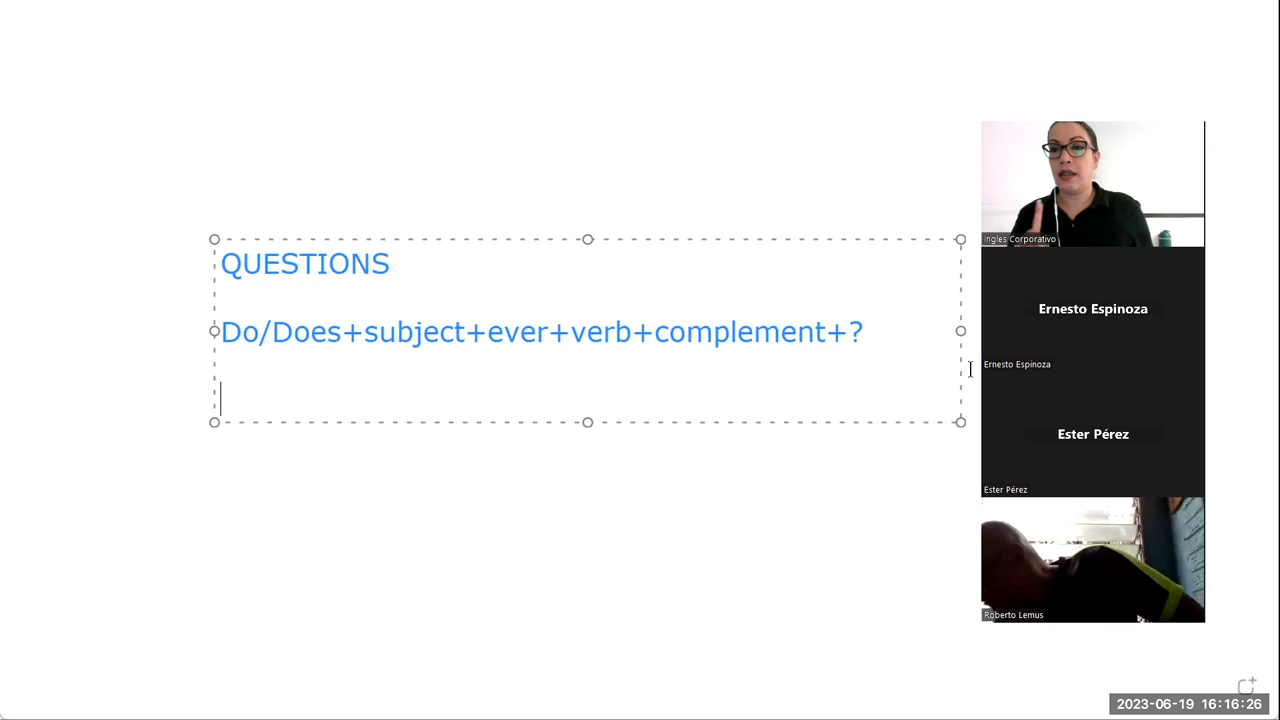 QUESTIONS
Do/Does+subject+ever+verb+complement+?
Ingles Corporativo
Ernesto Espinoza
Ernesto Espinoza
Ester Pérez
Ester Pérez
Roberto Lemus
2023-06-19 16:16:26